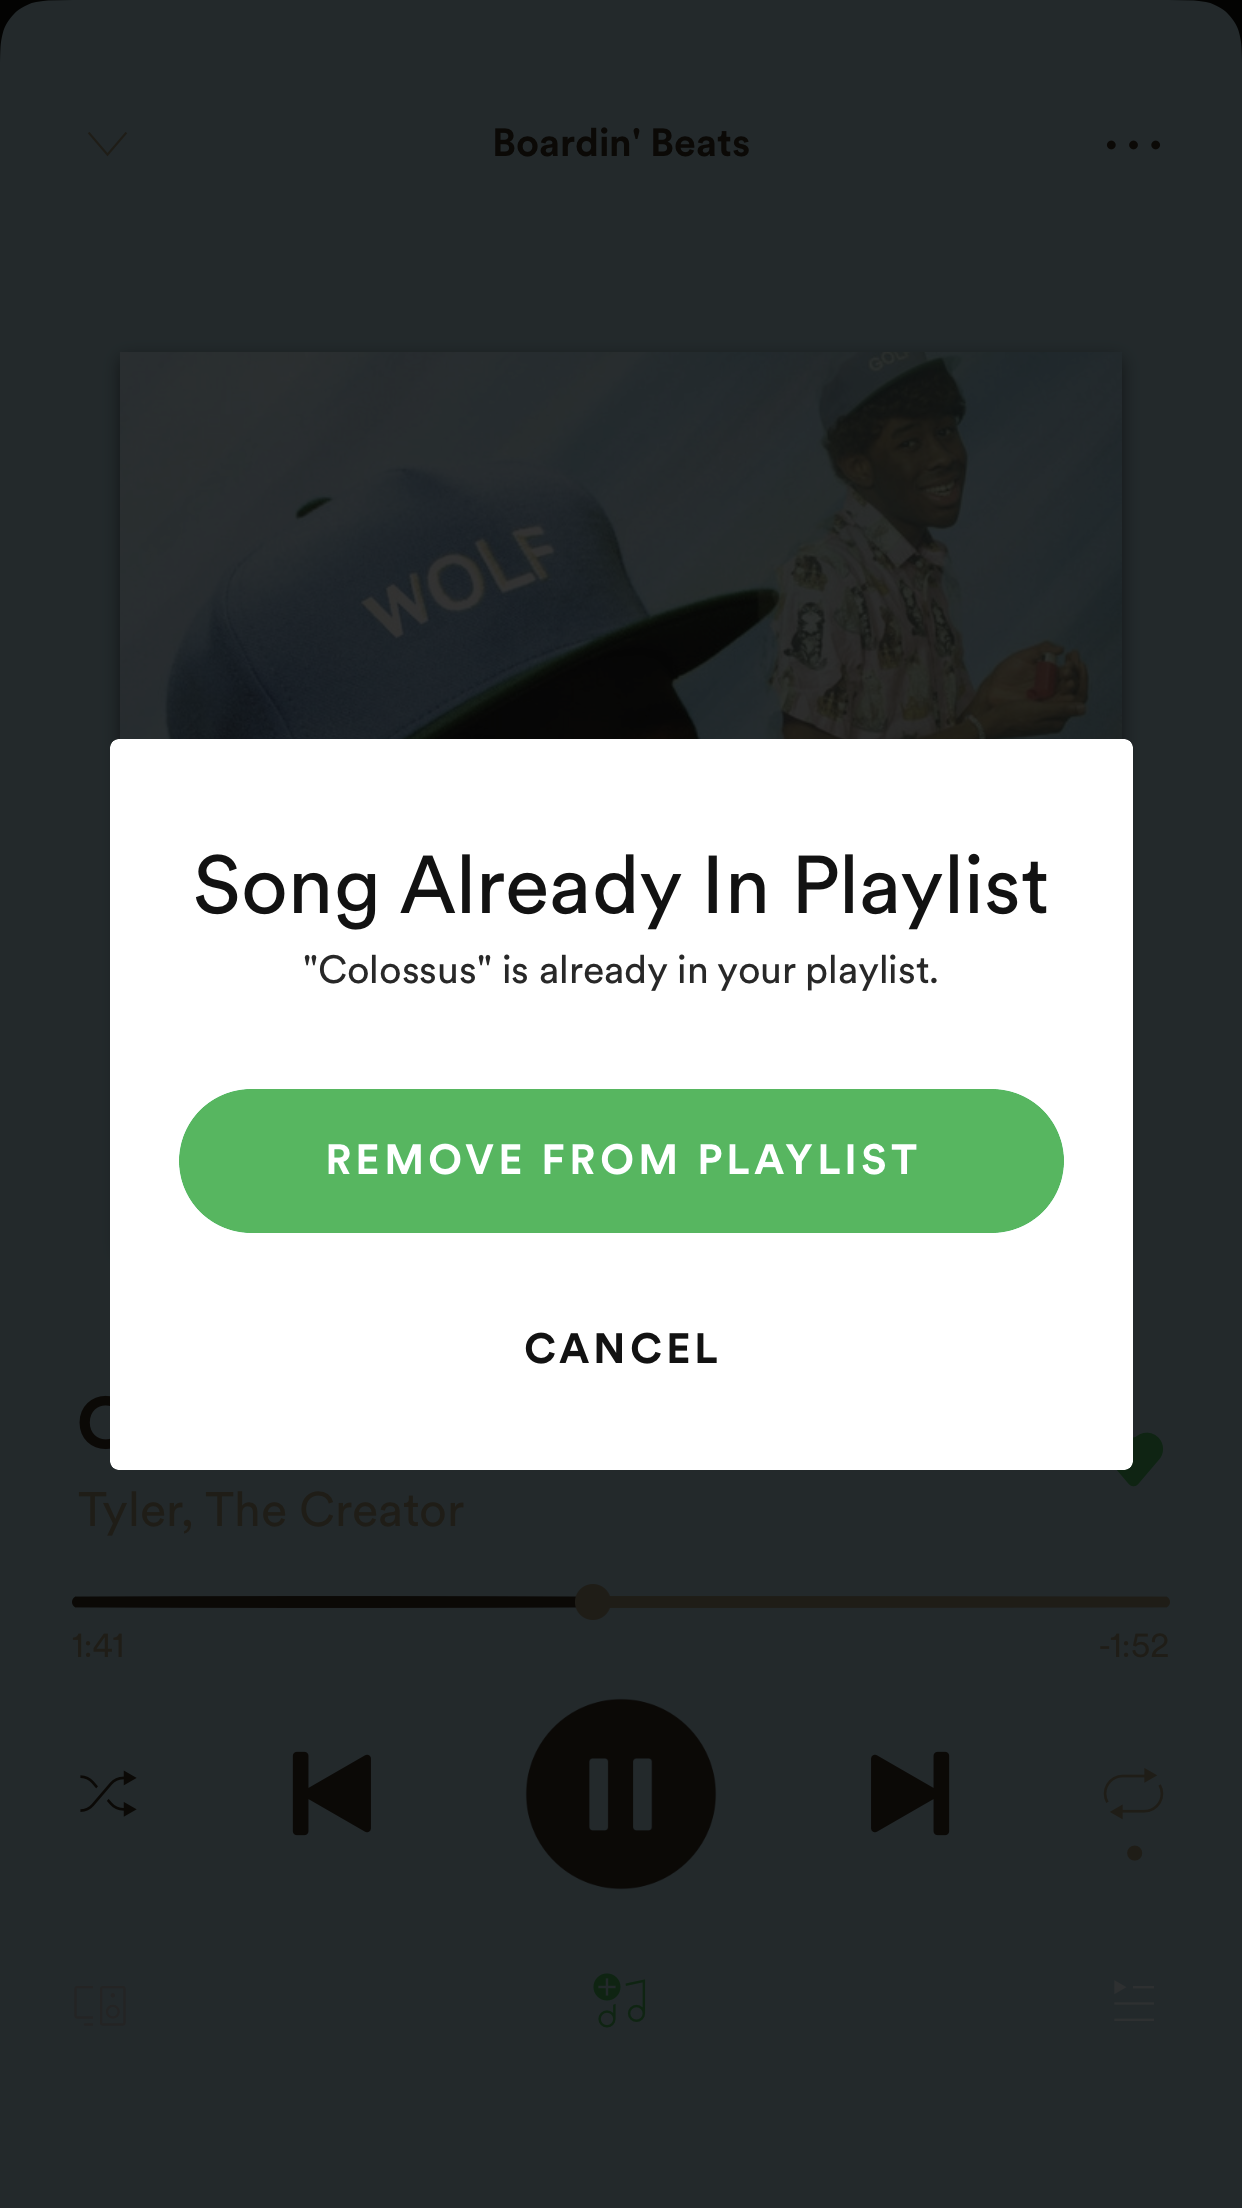 Boardin' Beats
GOL
WOLF
Song Already In Playlist
"Colossus" is already in your playlist.
REMOVE FROM PLAYLIST
CANCEL
Tyler, The Creator
1:41
-1:52